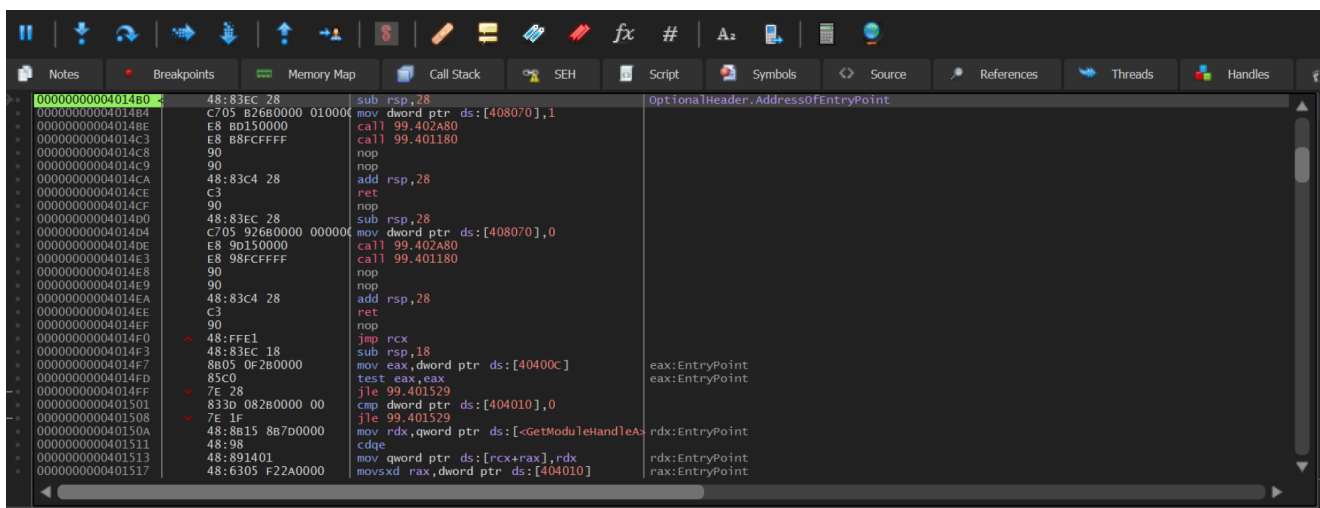 fx # A₂
Notes Breakpoints Memory Map Call Stack SEH Script Symbols Source References Threads Handles
00000000004014B0 < 48:83EC 28 sub rsp,28 OptionalHeader.AddressOfEntryPoint
00000000004014B4 C705 B26B0000 010000 mov dword ptr ds:[408070],1
00000000004014BE E8 BD150000 call 99.402A80
00000000004014C3 E8 B8FCFFFF call 99.401180
00000000004014C8 90 nop
00000000004014C9 90 nop
00000000004014CA 48:83C4 28 add rsp,28
00000000004014CE C3 ret
00000000004014CF 90 nop
00000000004014D0 48:83EC 28 sub rsp,28
00000000004014D4 C705 926B0000 000000 mov dword ptr ds:[408070],0
00000000004014DE E8 9D150000 call 99.402A80
00000000004014E3 E8 98FCFFFF call 99.401180
00000000004014E8 90 nop
00000000004014E9 90 nop
00000000004014EA 48:83C4 28 add rsp,28
00000000004014EE C3 ret
00000000004014EF 90 nop
00000000004014F0 48:FFE1 jmp rcx
00000000004014F3 48:83EC 18 sub rsp,18
00000000004014F7 8B05 0F2B0000 mov eax,dword ptr ds:[40400C] eax:EntryPoint
00000000004014FD 85C0 test eax,eax eax:EntryPoint
00000000004014FF 7E 28 jle 99.401529
0000000000401501 833D 082B0000 00 cmp dword ptr ds:[404010],0
0000000000401508 7E 1F jle 99.401529
000000000040150A 48:8B15 8B7D0000 mov rdx,qword ptr ds:[<GetModuleHandleA> rdx:EntryPoint
0000000000401511 48:98 cdqe
0000000000401513 48:891401 mov qword ptr ds:[rcx+rax],rdx rdx:EntryPoint
0000000000401517 48:6305 F22A0000 movsxd rax,dword ptr ds:[404010] rax:EntryPoint